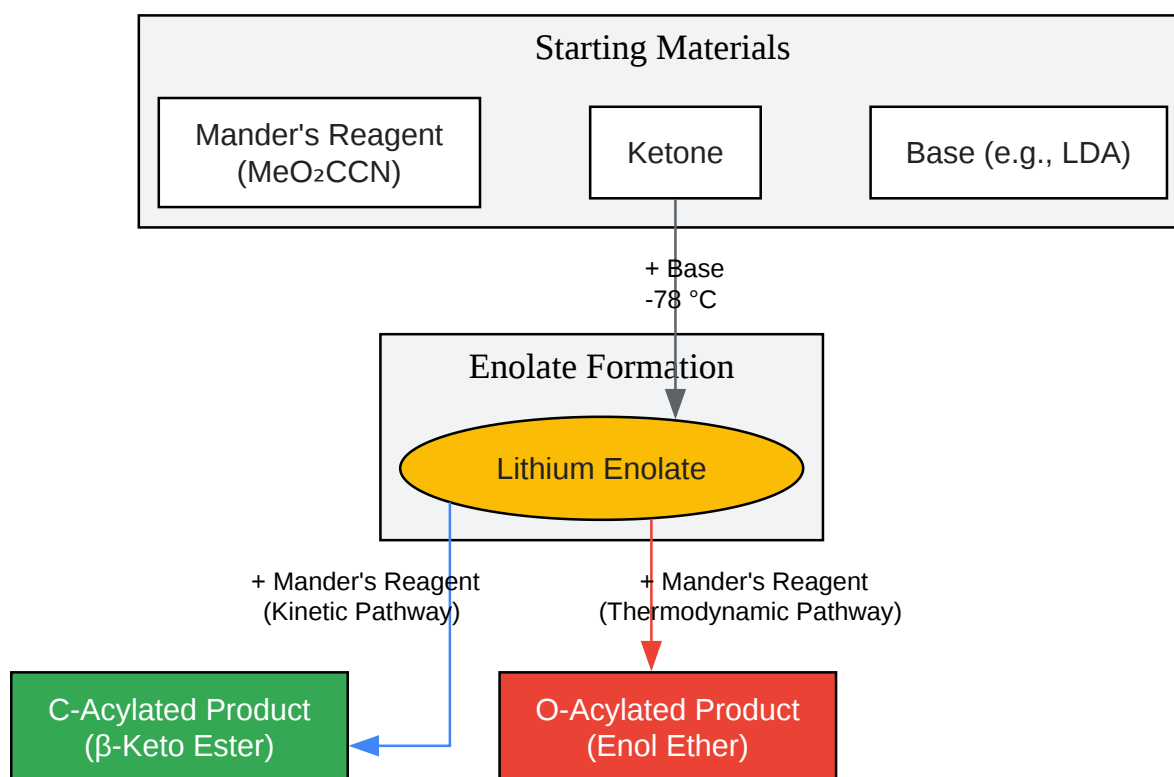 Starting Materials
Mander's Reagent
(MeO₂CCN)
Ketone
Base (e.g., LDA)
+ Base
-78 °C
Enolate Formation
Lithium Enolate
+ Mander's Reagent
(Kinetic Pathway)
+ Mander's Reagent
(Thermodynamic Pathway)
C-Acylated Product
(β-Keto Ester)
O-Acylated Product
(Enol Ether)